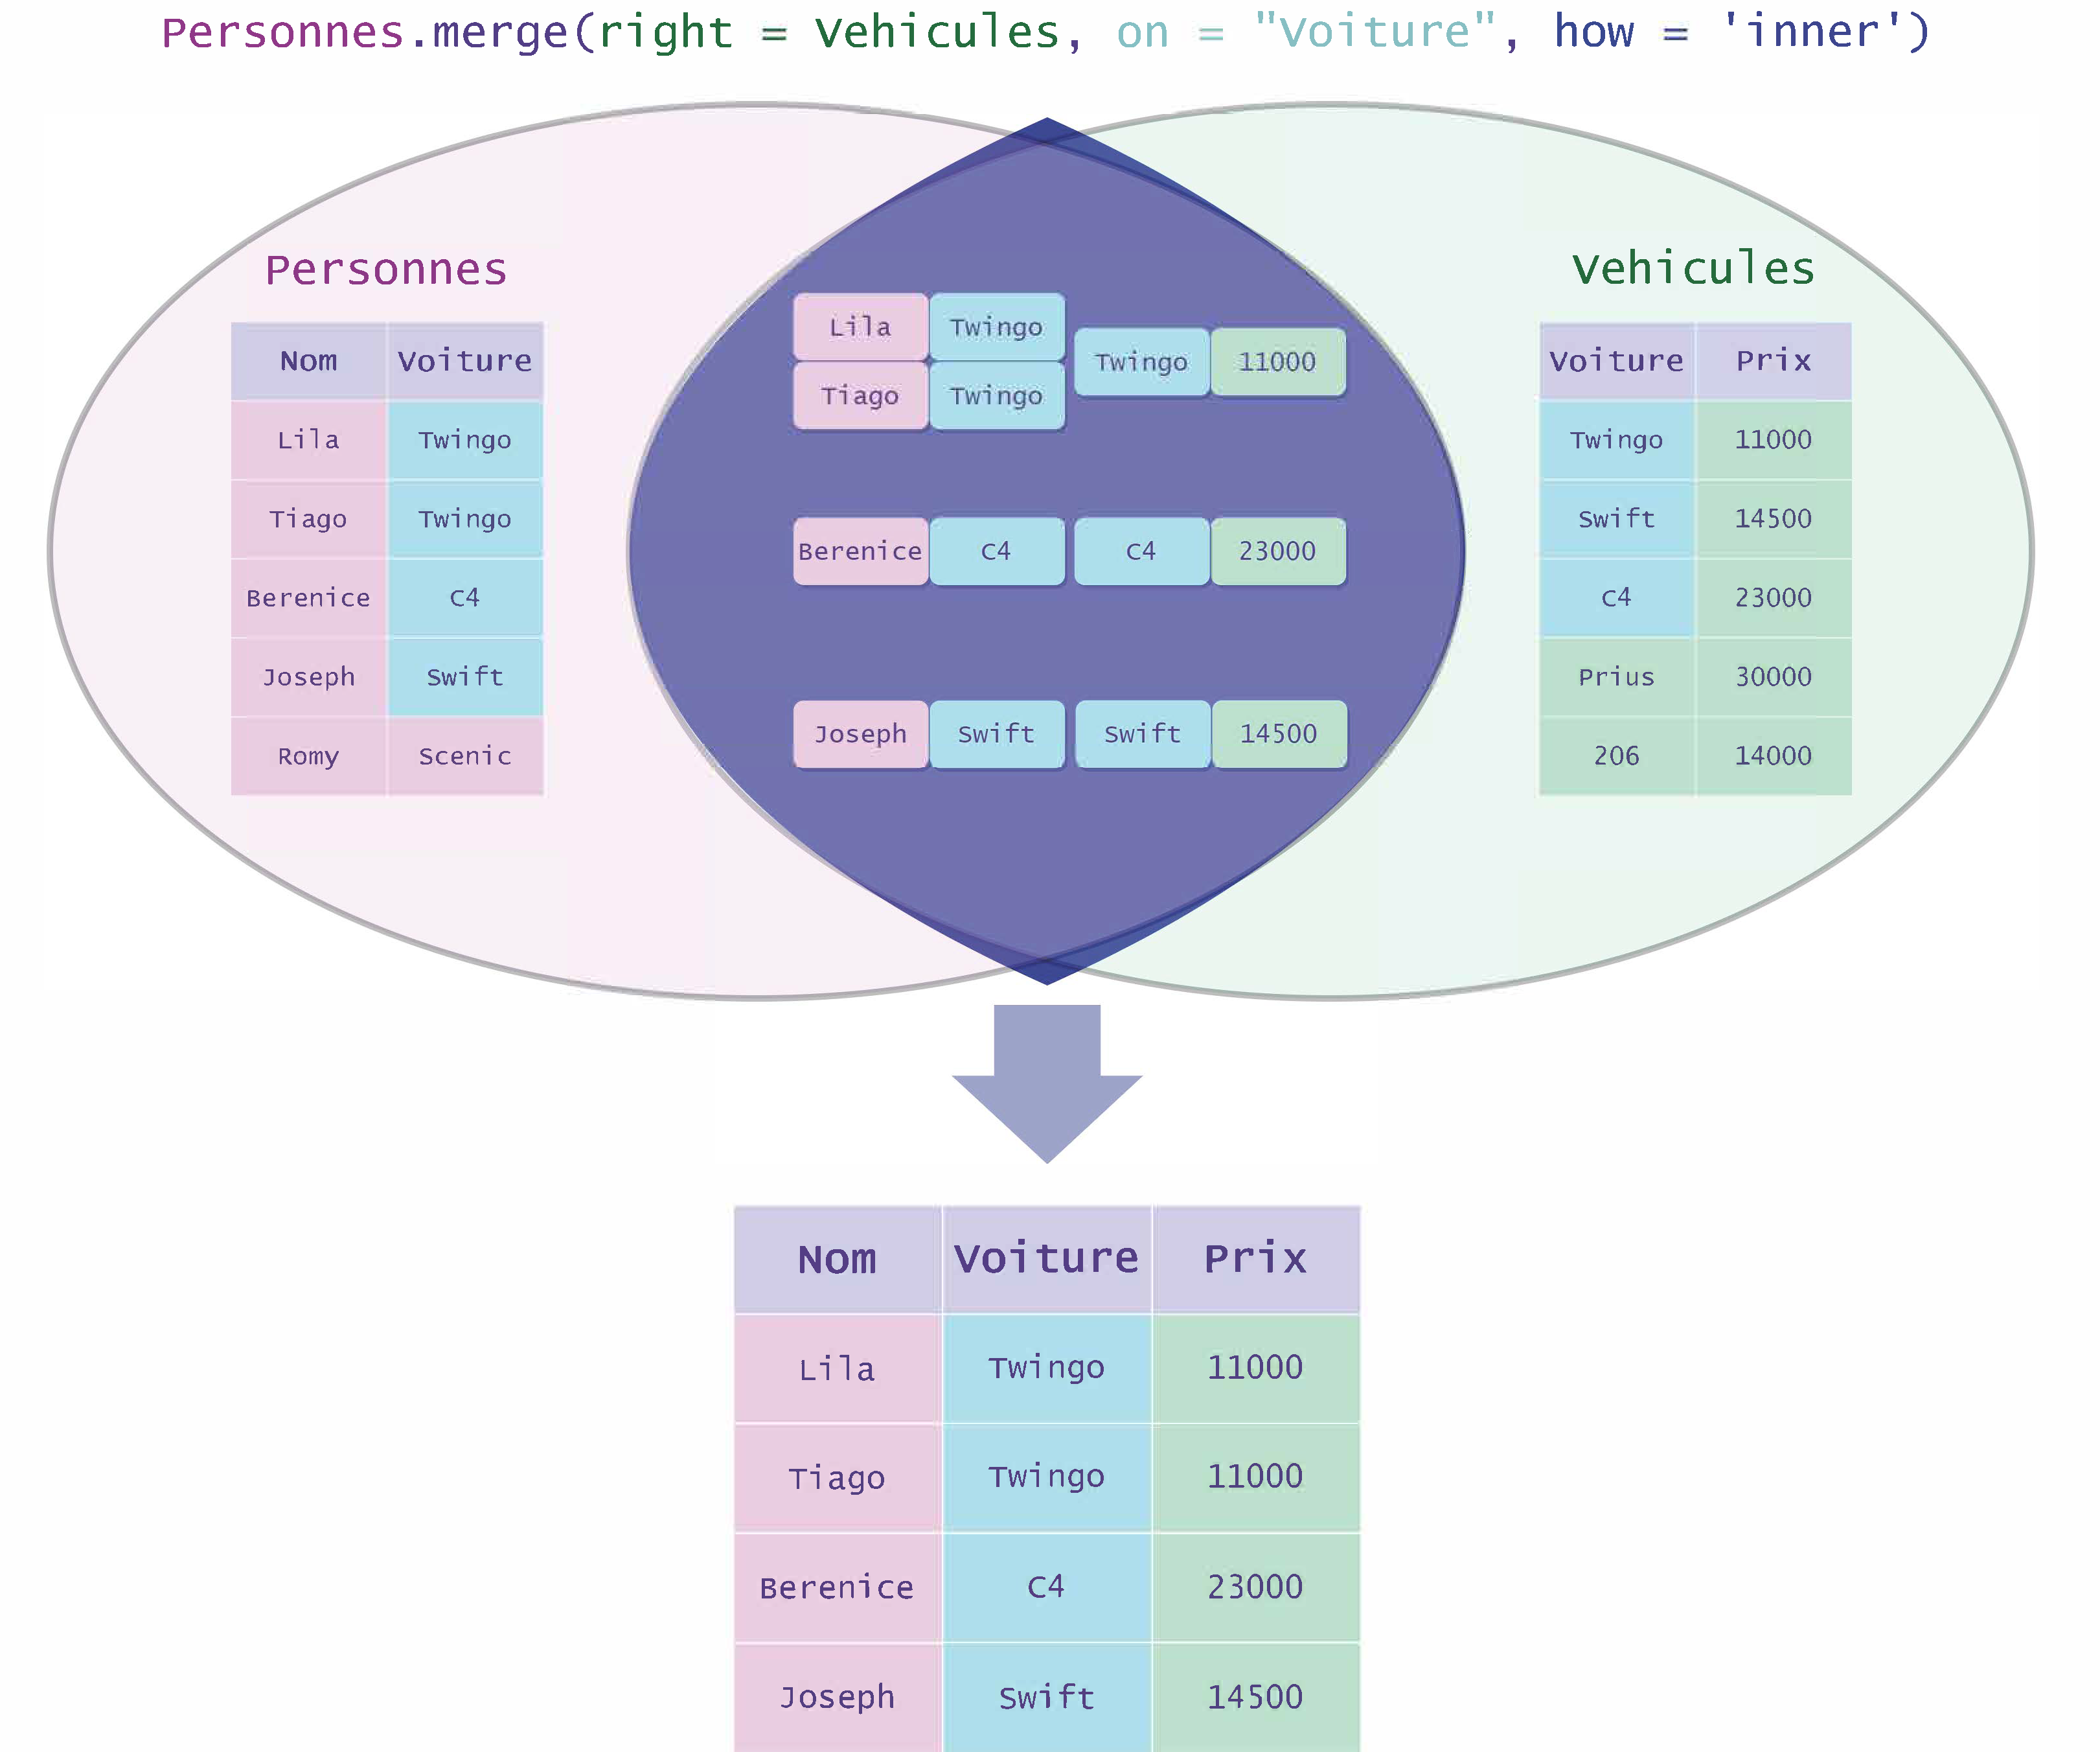 Personnes.merge(right = Vehicules, on = "Voiture", how = 'inner')
Personnes
Nom Voiture
Lila Twingo
Tiago Twingo
Berenice C4
Joseph Swift
Romy Scenic
Lila Twingo
Tiago Twingo
Twingo 11000
Berenice C4 C4 23000
Joseph Swift Swift 14500
Vehicules
Voiture Prix
Twingo 11000
Swift 14500
C4 23000
Prius 30000
206 14000
Nom Voiture Prix
Lila Twingo 11000
Tiago Twingo 11000
Berenice C4 23000
Joseph Swift 14500